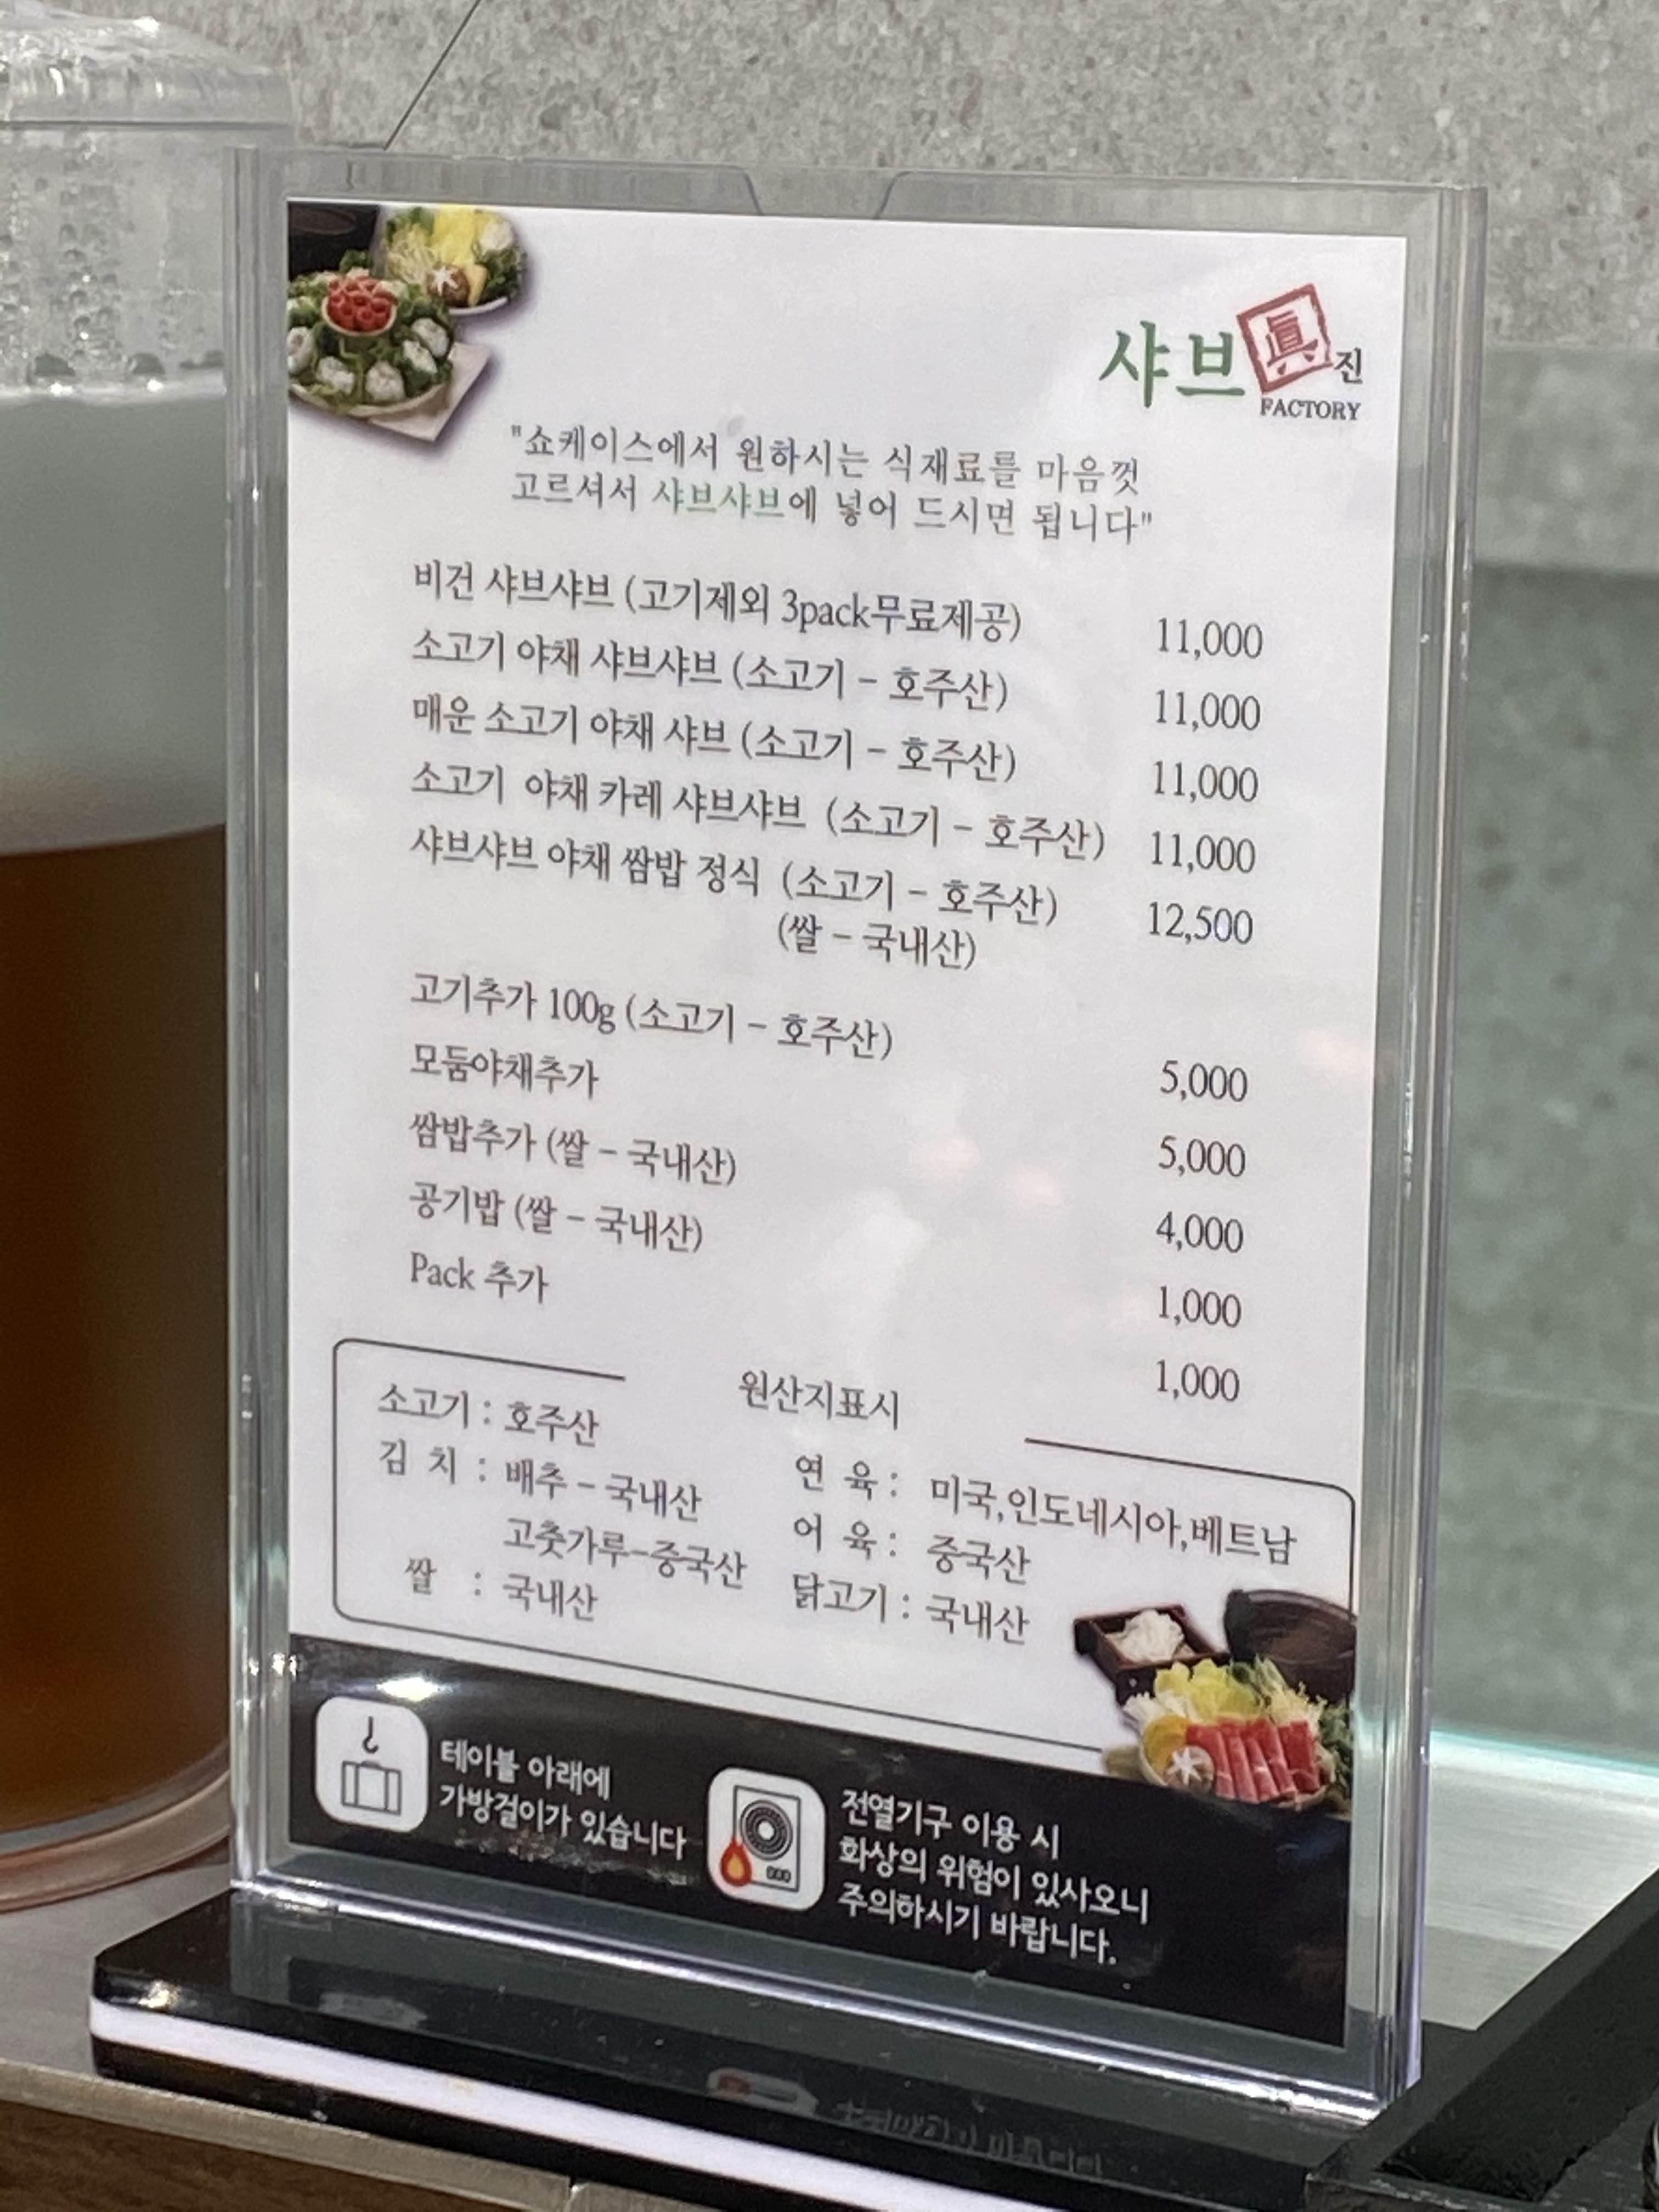 샤브眞진
FACTORY
"쇼케이스에서 원하시는 식재료를 마음껏
고르셔서 샤브샤브에 넣어 드시면 됩니다"
비건 샤브샤브 (고기제외 3pack무료제공) 11,000
소고기 야채 샤브샤브 (소고기 - 호주산) 11,000
매운 소고기 야채 샤브 (소고기 - 호주산) 11,000
소고기 야채 카레 샤브샤브 (소고기 - 호주산) 11,000
샤브샤브 야채 쌈밥 정식 (소고기 - 호주산) 12,500
(쌀 - 국내산)
고기추가 100g (소고기 - 호주산) 5,000
모둠야채추가 5,000
쌈밥추가 (쌀 - 국내산) 4,000
공기밥 (쌀 - 국내산) 1,000
Pack 추가 1,000
원산지표시
소고기 : 호주산
김 치 : 배추 - 국내산
고춧가루-중국산
쌀 : 국내산
연 육 : 미국,인도네시아,베트남
어 육 : 중국산
닭고기 : 국내산
테이블 아래에
가방걸이가 있습니다
전열기구 이용 시
화상의 위험이 있사오니
주의하시기 바랍니다.